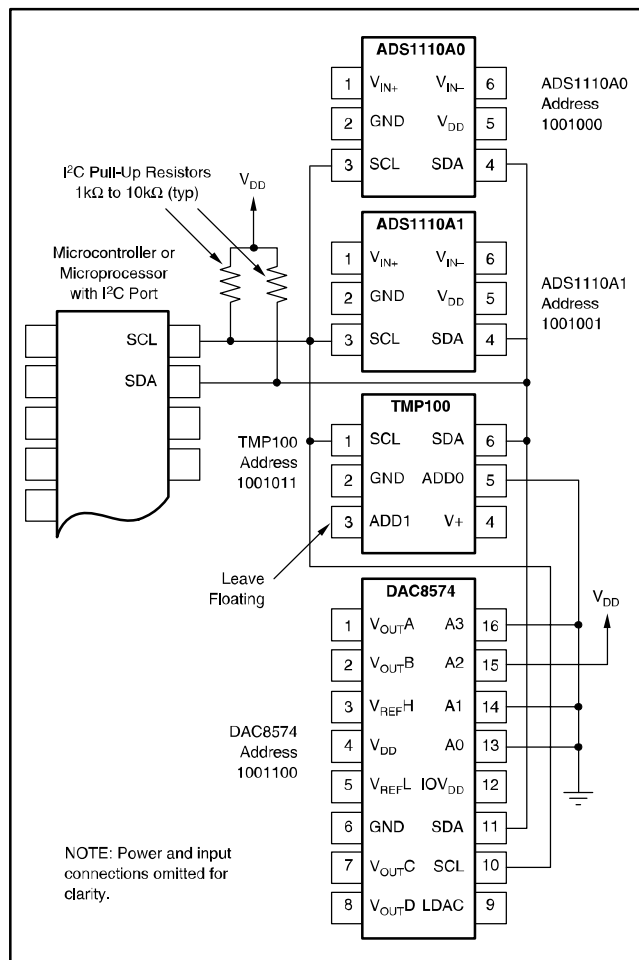 ADS1110A0
1 V_IN+ V_IN– 6
2 GND V_DD 5
3 SCL SDA 4
ADS1110A0
Address
1001000
I²C Pull-Up Resistors
1kΩ to 10kΩ (typ)
V_DD
ADS1110A1
1 V_IN+ V_IN– 6
2 GND V_DD 5
3 SCL SDA 4
ADS1110A1
Address
1001001
Microcontroller or
Microprocessor
with I²C Port
SCL
SDA
TMP100
1 SCL SDA 6
2 GND ADD0 5
3 ADD1 V+ 4
TMP100
Address
1001011
Leave
Floating
DAC8574
1 V_OUTA A3 16
2 V_OUTB A2 15
3 V_REFH A1 14
4 V_DD A0 13
5 V_REFL IOV_DD 12
6 GND SDA 11
7 V_OUTC SCL 10
8 V_OUTD LDAC 9
V_DD
DAC8574
Address
1001100
NOTE: Power and input
connections omitted for
clarity.